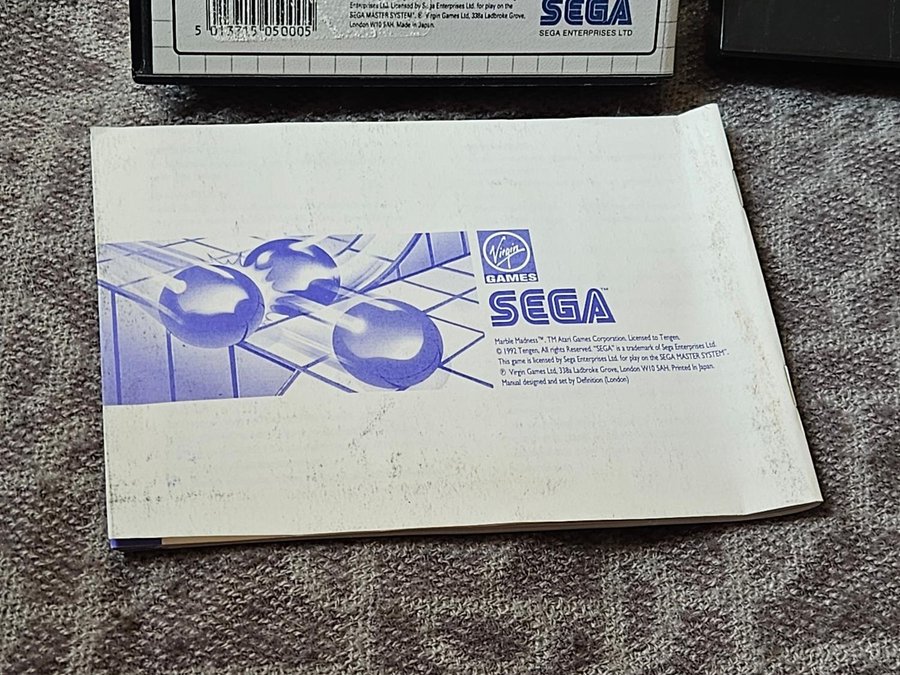 Enterprises Ltd. Licensed by Sega Enterprises Ltd. for play on the
SEGA MASTER SYSTEM™. ℗ Virgin Games Ltd, 338a Ladbroke Grove,
London W10 5AH. Made in Japan.
5 013715 050005
SEGA
SEGA ENTERPRISES LTD
Virgin
GAMES
SEGA™
Marble Madness™. TM Atari Games Corporation. Licensed to Tengen.
© 1992 Tengen, All rights Reserved. "SEGA" is a trademark of Sega Enterprises Ltd.
This game is licensed by Sega Enterprises Ltd. for play on the SEGA MASTER SYSTEM™.
℗ Virgin Games Ltd, 338a Ladbroke Grove, London W10 5AH. Printed In Japan.
Manual designed and set by Definition (London)